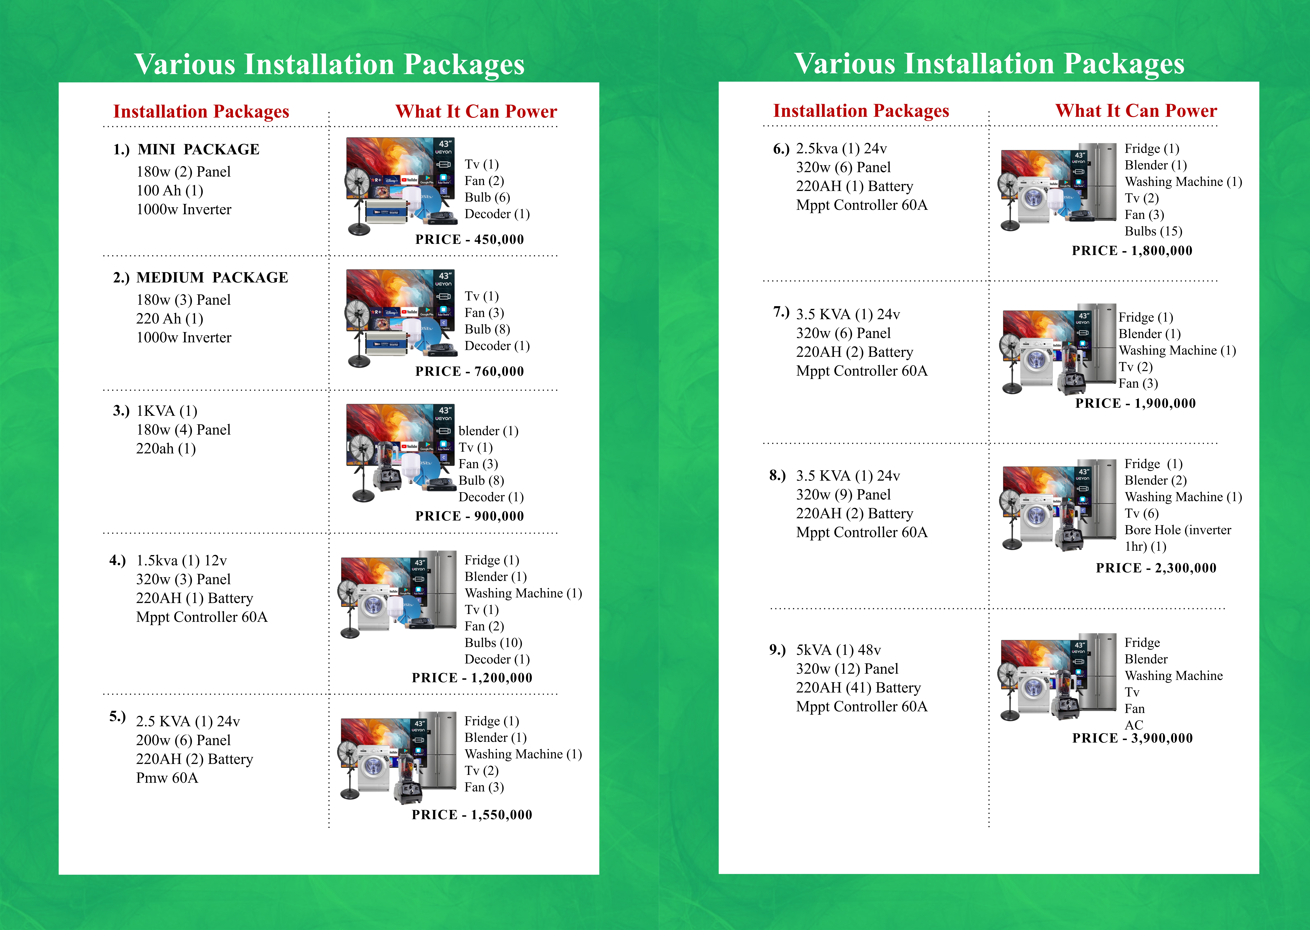 Various Installation Packages
Installation Packages What It Can Power
1.) MINI PACKAGE
180w (2) Panel
100 Ah (1)
1000w Inverter
43"
YouTube
Tv (1)
Fan (2)
Bulb (6)
Decoder (1)
PRICE - 450,000
2.) MEDIUM PACKAGE
180w (3) Panel
220 Ah (1)
1000w Inverter
43"
YouTube
Tv (1)
Fan (3)
Bulb (8)
Decoder (1)
PRICE - 760,000
3.) 1KVA (1)
180w (4) Panel
220ah (1)
43"
YouTube
blender (1)
Tv (1)
Fan (3)
Bulb (8)
Decoder (1)
PRICE - 900,000
4.) 1.5kva (1) 12v
320w (3) Panel
220AH (1) Battery
Mppt Controller 60A
43"
Fridge (1)
Blender (1)
Washing Machine (1)
Tv (1)
Fan (2)
Bulbs (10)
Decoder (1)
PRICE - 1,200,000
5.) 2.5 KVA (1) 24v
200w (6) Panel
220AH (2) Battery
Pmw 60A
43"
Fridge (1)
Blender (1)
Washing Machine (1)
Tv (2)
Fan (3)
PRICE - 1,550,000
Various Installation Packages
Installation Packages What It Can Power
6.) 2.5kva (1) 24v
320w (6) Panel
220AH (1) Battery
Mppt Controller 60A
43"
Fridge (1)
Blender (1)
Washing Machine (1)
Tv (2)
Fan (3)
Bulbs (15)
PRICE - 1,800,000
7.) 3.5 KVA (1) 24v
320w (6) Panel
220AH (2) Battery
Mppt Controller 60A
43"
Fridge (1)
Blender (1)
Washing Machine (1)
Tv (2)
Fan (3)
PRICE - 1,900,000
8.) 3.5 KVA (1) 24v
320w (9) Panel
220AH (2) Battery
Mppt Controller 60A
43"
Fridge (1)
Blender (2)
Washing Machine (1)
Tv (6)
Bore Hole (inverter
1hr) (1)
PRICE - 2,300,000
9.) 5kVA (1) 48v
320w (12) Panel
220AH (41) Battery
Mppt Controller 60A
43"
Fridge
Blender
Washing Machine
Tv
Fan
AC
PRICE - 3,900,000